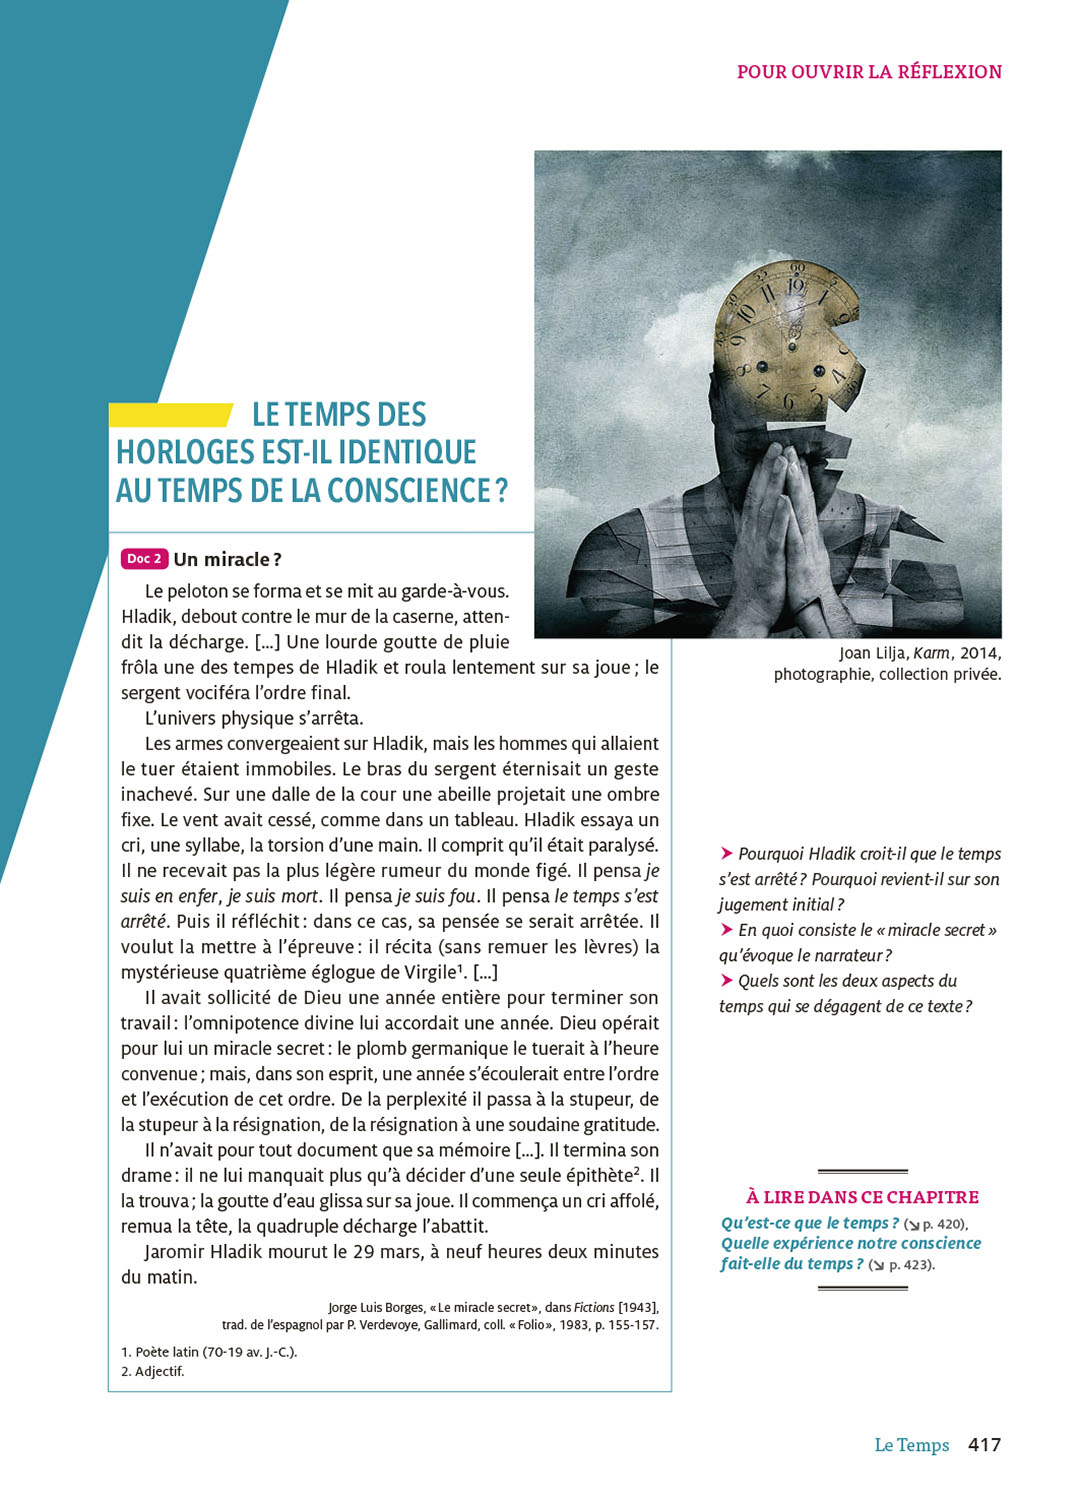 POUR OUVRIR LA RÉFLEXION
LE TEMPS DES
HORLOGES EST-IL IDENTIQUE
AU TEMPS DE LA CONSCIENCE ?
Doc 2 Un miracle ?
Le peloton se forma et se mit au garde-à-vous.
Hladik, debout contre le mur de la caserne, atten-
dit la décharge. [...] Une lourde goutte de pluie
frôla une des tempes de Hladik et roula lentement sur sa joue ; le
sergent vociféra l'ordre final.
L'univers physique s'arrêta.
Les armes convergeaient sur Hladik, mais les hommes qui allaient
le tuer étaient immobiles. Le bras du sergent éternisait un geste
inachevé. Sur une dalle de la cour une abeille projetait une ombre
fixe. Le vent avait cessé, comme dans un tableau. Hladik essaya un
cri, une syllabe, la torsion d'une main. Il comprit qu'il était paralysé.
Il ne recevait pas la plus légère rumeur du monde figé. Il pensa je
suis en enfer, je suis mort. Il pensa je suis fou. Il pensa le temps s'est
arrêté. Puis il réfléchit : dans ce cas, sa pensée se serait arrêtée. Il
voulut la mettre à l'épreuve : il récita (sans remuer les lèvres) la
mystérieuse quatrième églogue de Virgile¹. [...]
Il avait sollicité de Dieu une année entière pour terminer son
travail : l'omnipotence divine lui accordait une année. Dieu opérait
pour lui un miracle secret : le plomb germanique le tuerait à l'heure
convenue ; mais, dans son esprit, une année s'écoulerait entre l'ordre
et l'exécution de cet ordre. De la perplexité il passa à la stupeur, de
la stupeur à la résignation, de la résignation à une soudaine gratitude.
Il n'avait pour tout document que sa mémoire [...]. Il termina son
drame : il ne lui manquait plus qu'à décider d'une seule épithète². Il
la trouva ; la goutte d'eau glissa sur sa joue. Il commença un cri affolé,
remua la tête, la quadruple décharge l'abattit.
Jaromir Hladik mourut le 29 mars, à neuf heures deux minutes
du matin.
Jorge Luis Borges, « Le miracle secret », dans Fictions [1943],
trad. de l'espagnol par P. Verdevoye, Gallimard, coll. « Folio », 1983, p. 155-157.
1. Poète latin (70-19 av. J.-C.).
2. Adjectif.
Joan Lilja, Karm, 2014,
photographie, collection privée.
➤ Pourquoi Hladik croit-il que le temps
s'est arrêté ? Pourquoi revient-il sur son
jugement initial ?
➤ En quoi consiste le « miracle secret »
qu'évoque le narrateur ?
➤ Quels sont les deux aspects du
temps qui se dégagent de ce texte ?
À LIRE DANS CE CHAPITRE
Qu'est-ce que le temps ? (↘ p. 420),
Quelle expérience notre conscience
fait-elle du temps ? (↘ p. 423).
Le Temps 417